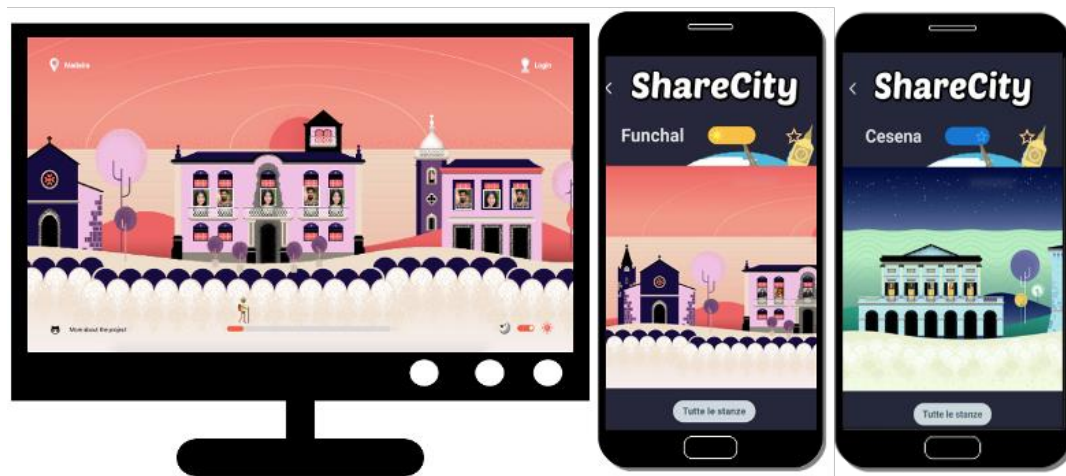 Madeira
Login
More about the project
ShareCity
Funchal
Tutte le stanze
ShareCity
Cesena
Tutte le stanze